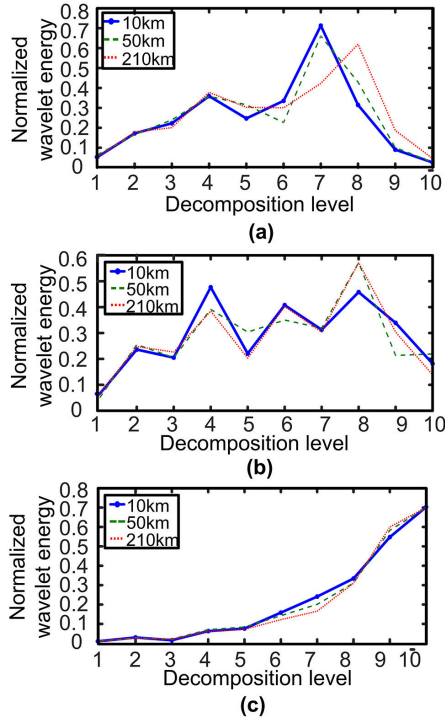 Normalized
wavelet energy
0.8
0.7
0.6
0.5
0.4
0.3
0.2
0.1
0
10km
50km
210km
1 2 3 4 5 6 7 8 9 10
Decomposition level
(a)
Normalized
wavelet energy
0.6
0.5
0.4
0.3
0.2
0.1
0
10km
50km
210km
1 2 3 4 5 6 7 8 9 10
Decomposition level
(b)
Normalized
wavelet energy
0.8
0.7
0.6
0.5
0.4
0.3
0.2
0.1
0
10km
50km
210km
1 2 3 4 5 6 7 8 9 10
Decomposition level
(c)